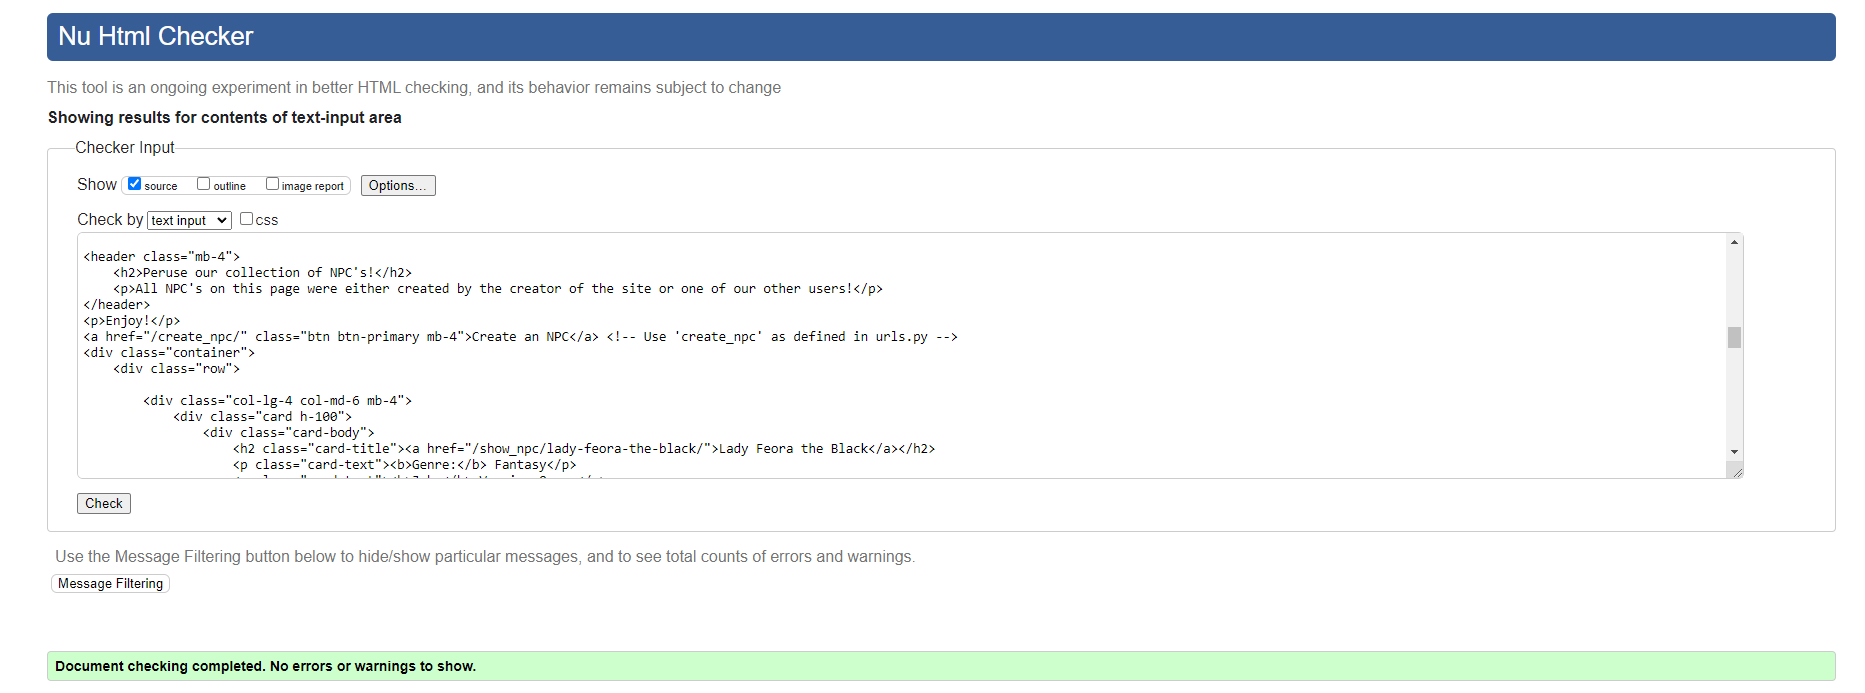 Nu Html Checker
This tool is an ongoing experiment in better HTML checking, and its behavior remains subject to change
Showing results for contents of text-input area
Checker Input
Show source outline image report Options...
Check by text input css
<header class="mb-4">
<h2>Peruse our collection of NPC's!</h2>
<p>All NPC's on this page were either created by the creator of the site or one of our other users!</p>
</header>
<p>Enjoy!</p>
<a href="/create_npc/" class="btn btn-primary mb-4">Create an NPC</a> <!-- Use 'create_npc' as defined in urls.py -->
<div class="container">
<div class="row">
<div class="col-lg-4 col-md-6 mb-4">
<div class="card h-100">
<div class="card-body">
<h2 class="card-title"><a href="/show_npc/lady-feora-the-black/">Lady Feora the Black</a></h2>
<p class="card-text"><b>Genre:</b> Fantasy</p>
Check
Use the Message Filtering button below to hide/show particular messages, and to see total counts of errors and warnings.
Message Filtering
Document checking completed. No errors or warnings to show.